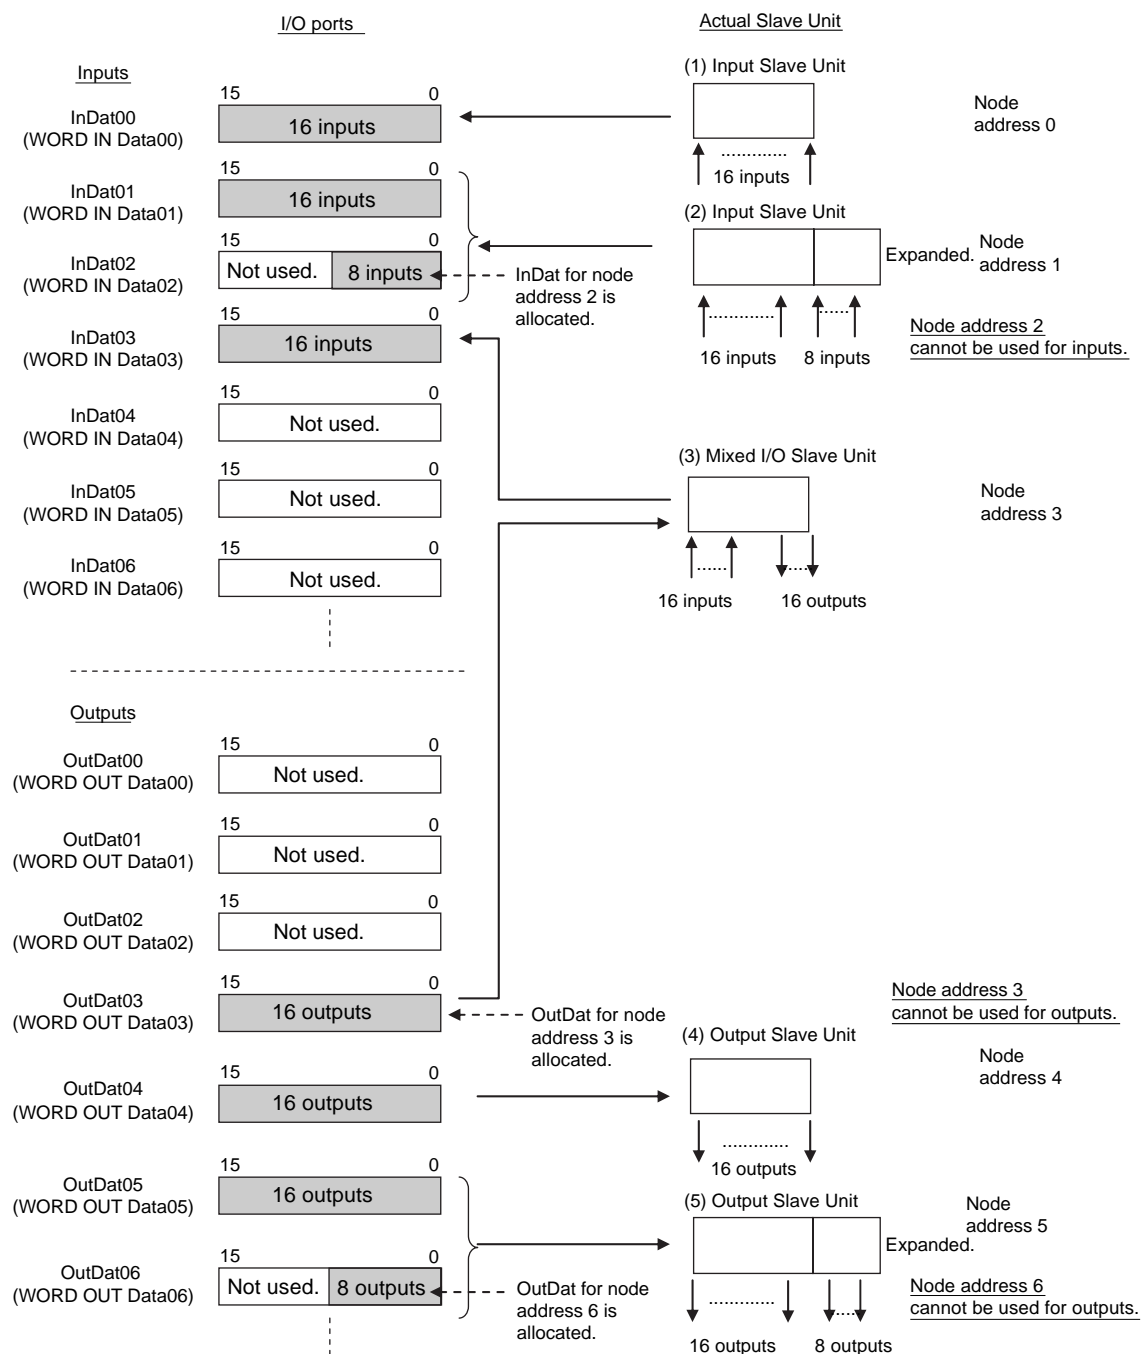 I/O ports
Actual Slave Unit
Inputs
(1) Input Slave Unit
15 0
InDat00
(WORD IN Data00)
16 inputs
Node
address 0
16 inputs
15 0
InDat01
(WORD IN Data01)
16 inputs
(2) Input Slave Unit
15 0
InDat02
(WORD IN Data02)
Not used.
8 inputs
InDat for node
address 2 is
allocated.
Expanded.
Node
address 1
16 inputs
8 inputs
Node address 2
cannot be used for inputs.
15 0
InDat03
(WORD IN Data03)
16 inputs
15 0
InDat04
(WORD IN Data04)
Not used.
(3) Mixed I/O Slave Unit
15 0
InDat05
(WORD IN Data05)
Not used.
Node
address 3
15 0
InDat06
(WORD IN Data06)
Not used.
16 inputs
16 outputs
Outputs
15 0
OutDat00
(WORD OUT Data00)
Not used.
15 0
OutDat01
(WORD OUT Data01)
Not used.
15 0
OutDat02
(WORD OUT Data02)
Not used.
15 0
OutDat03
(WORD OUT Data03)
16 outputs
OutDat for node
address 3 is
allocated.
Node address 3
cannot be used for outputs.
(4) Output Slave Unit
Node
address 4
15 0
OutDat04
(WORD OUT Data04)
16 outputs
16 outputs
15 0
OutDat05
(WORD OUT Data05)
16 outputs
(5) Output Slave Unit
Node
address 5
Expanded.
15 0
OutDat06
(WORD OUT Data06)
Not used.
8 outputs
OutDat for node
address 6 is
allocated.
Node address 6
cannot be used for outputs.
16 outputs
8 outputs